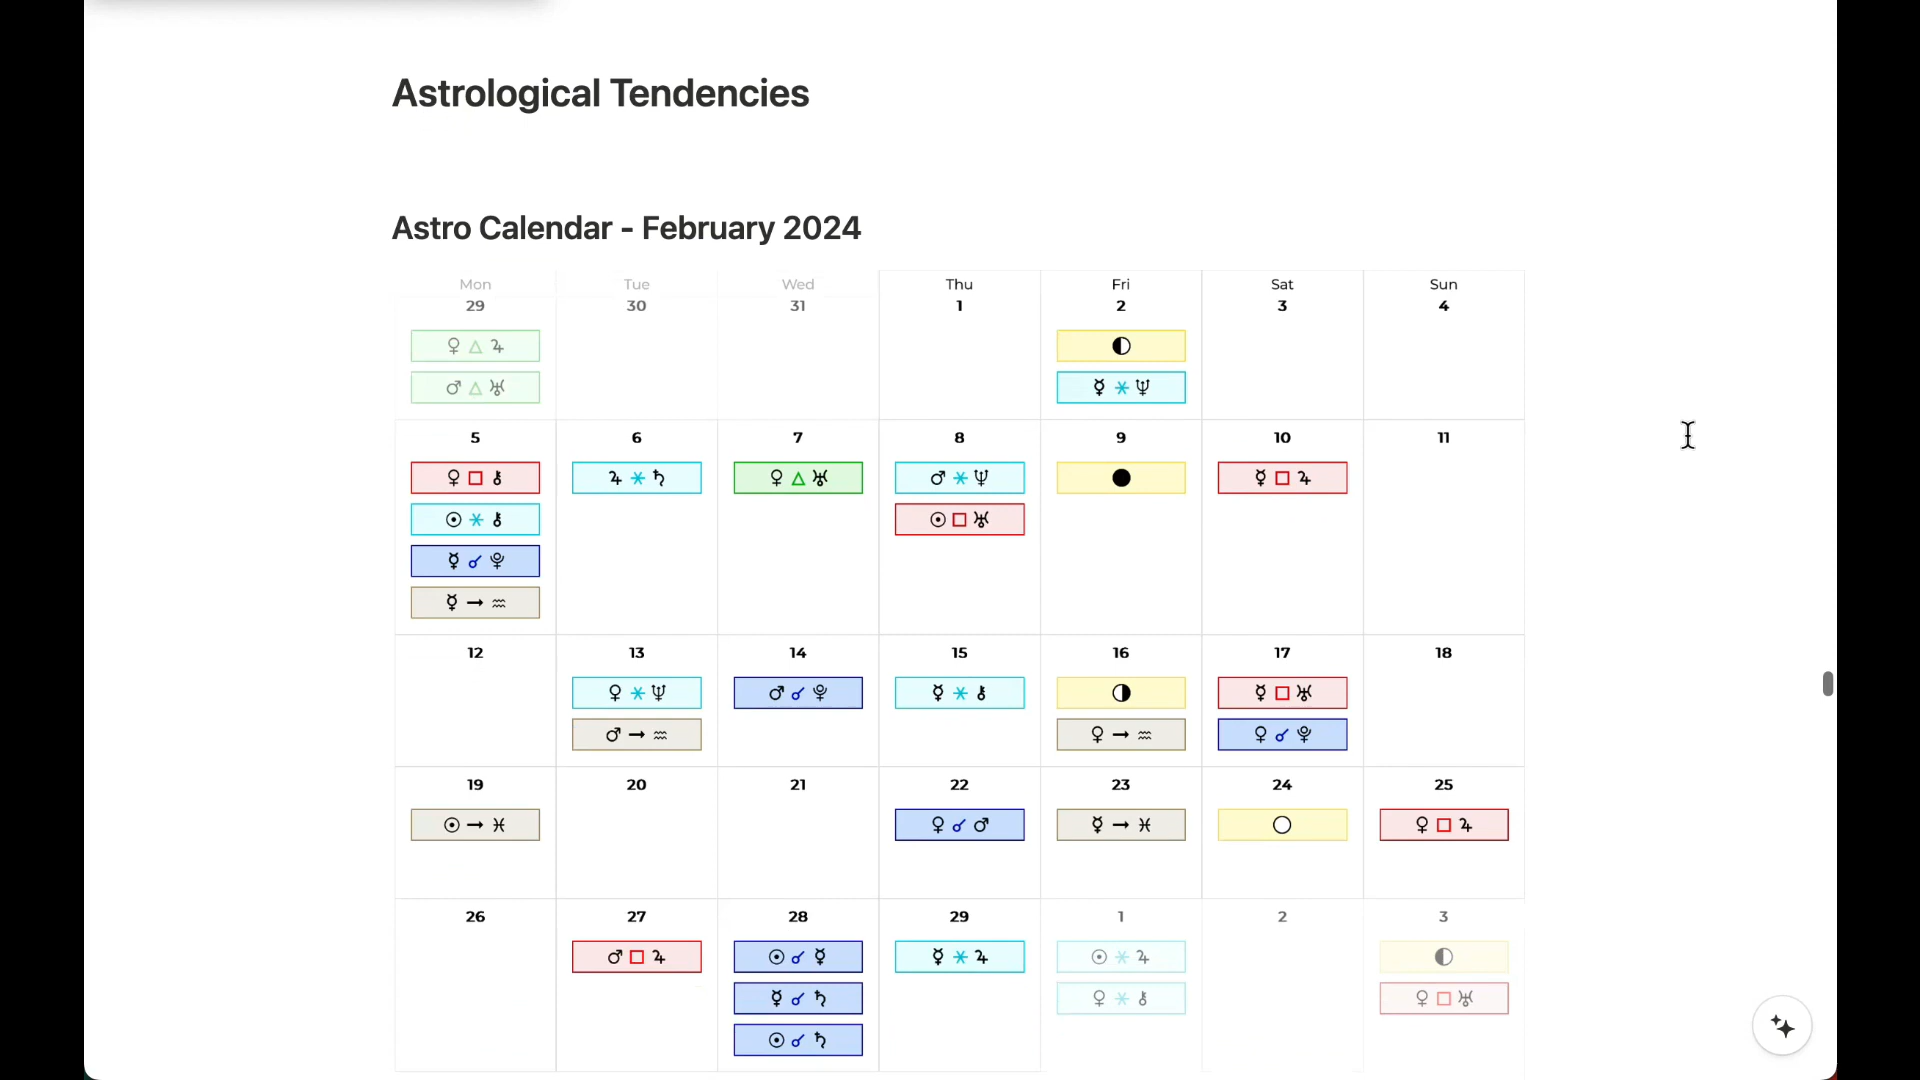 Astrological Tendencies
Astro Calendar - February 2024
Mon Tue Wed Thu Fri Sat Sun
29 30 31 1 2 3 4
♀ △ ♃ ◐
♂ △ ♅ ☿ ⚹ ♆
5 6 7 8 9 10 11
♀ □ ⚷ ♃ ⚹ ♄ ♀ △ ♅ ♂ ⚹ ♆ ● ☿ □ ♃
☉ ⚹ ⚷ ☉ □ ♅
☿ ☌ ⯓
☿ → ♒
12 13 14 15 16 17 18
♀ ⚹ ♆ ♂ ☌ ⯓ ☿ ⚹ ⚷ ◑ ☿ □ ♅
♂ → ♒ ♀ → ♒ ♀ ☌ ⯓
19 20 21 22 23 24 25
☉ → ♓ ♀ ☌ ♂ ☿ → ♓ ○ ♀ □ ♃
26 27 28 29 1 2 3
♂ □ ♃ ☉ ☌ ☿ ☿ ⚹ ♃ ☉ ⚹ ♃ ◐
☿ ☌ ♄ ♀ ⚹ ⚷ ♀ □ ♅
☉ ☌ ♄